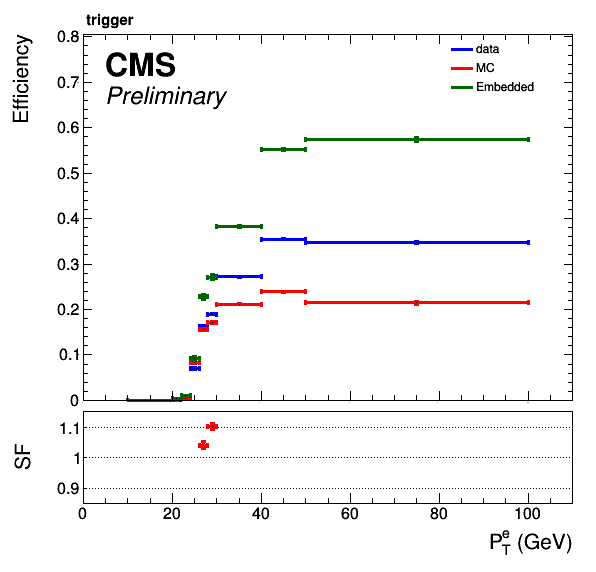 trigger
CMS
Preliminary
data
MC
Embedded
Efficiency
0.8
0.7
0.6
0.5
0.4
0.3
0.2
0.1
0
SF
1.1
1
0.9
0 20 40 60 80 100
P_T^e (GeV)